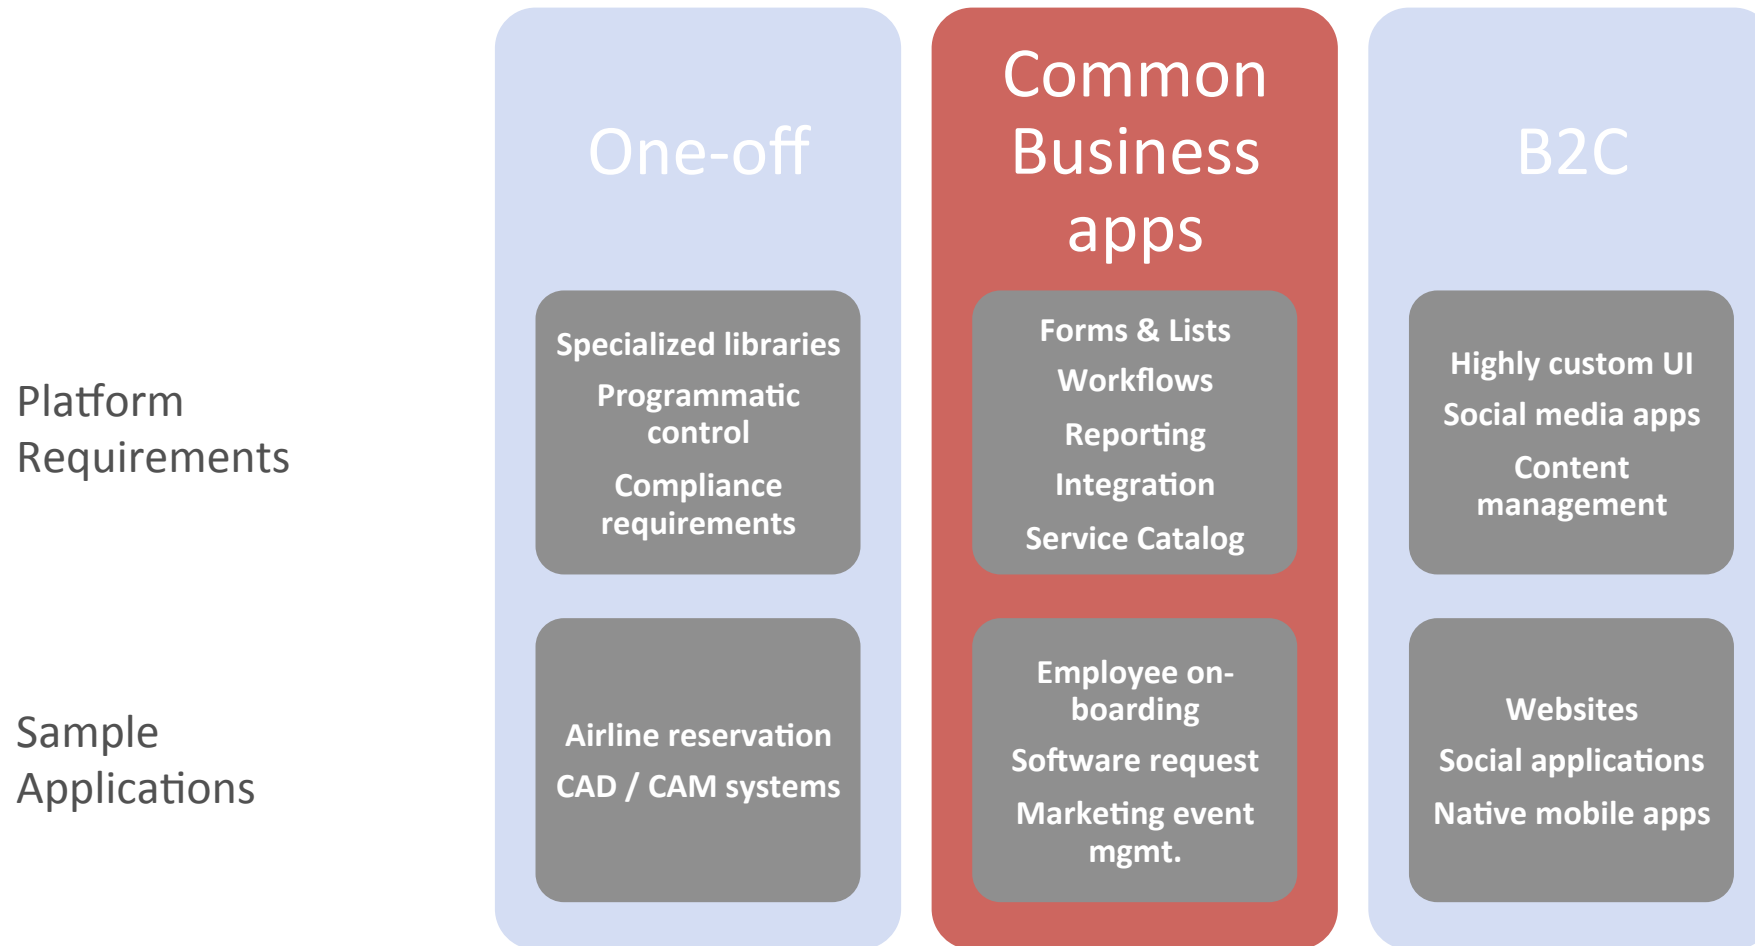 One-off
Common
Business
apps
B2C
Platform
Requirements
Specialized libraries
Programmatic
control
Compliance
requirements
Forms & Lists
Workflows
Reporting
Integration
Service Catalog
Highly custom UI
Social media apps
Content
management
Sample
Applications
Airline reservation
CAD / CAM systems
Employee on-
boarding
Software request
Marketing event
mgmt.
Websites
Social applications
Native mobile apps